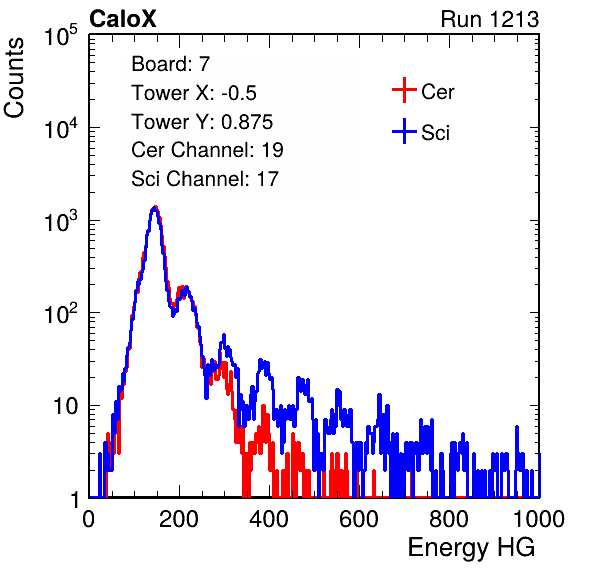 CaloX Run 1213
Counts
Board: 7
Tower X: -0.5
Tower Y: 0.875
Cer Channel: 19
Sci Channel: 17
Cer
Sci
10^5
10^4
10^3
10^2
10
1
0 200 400 600 800 1000
Energy HG